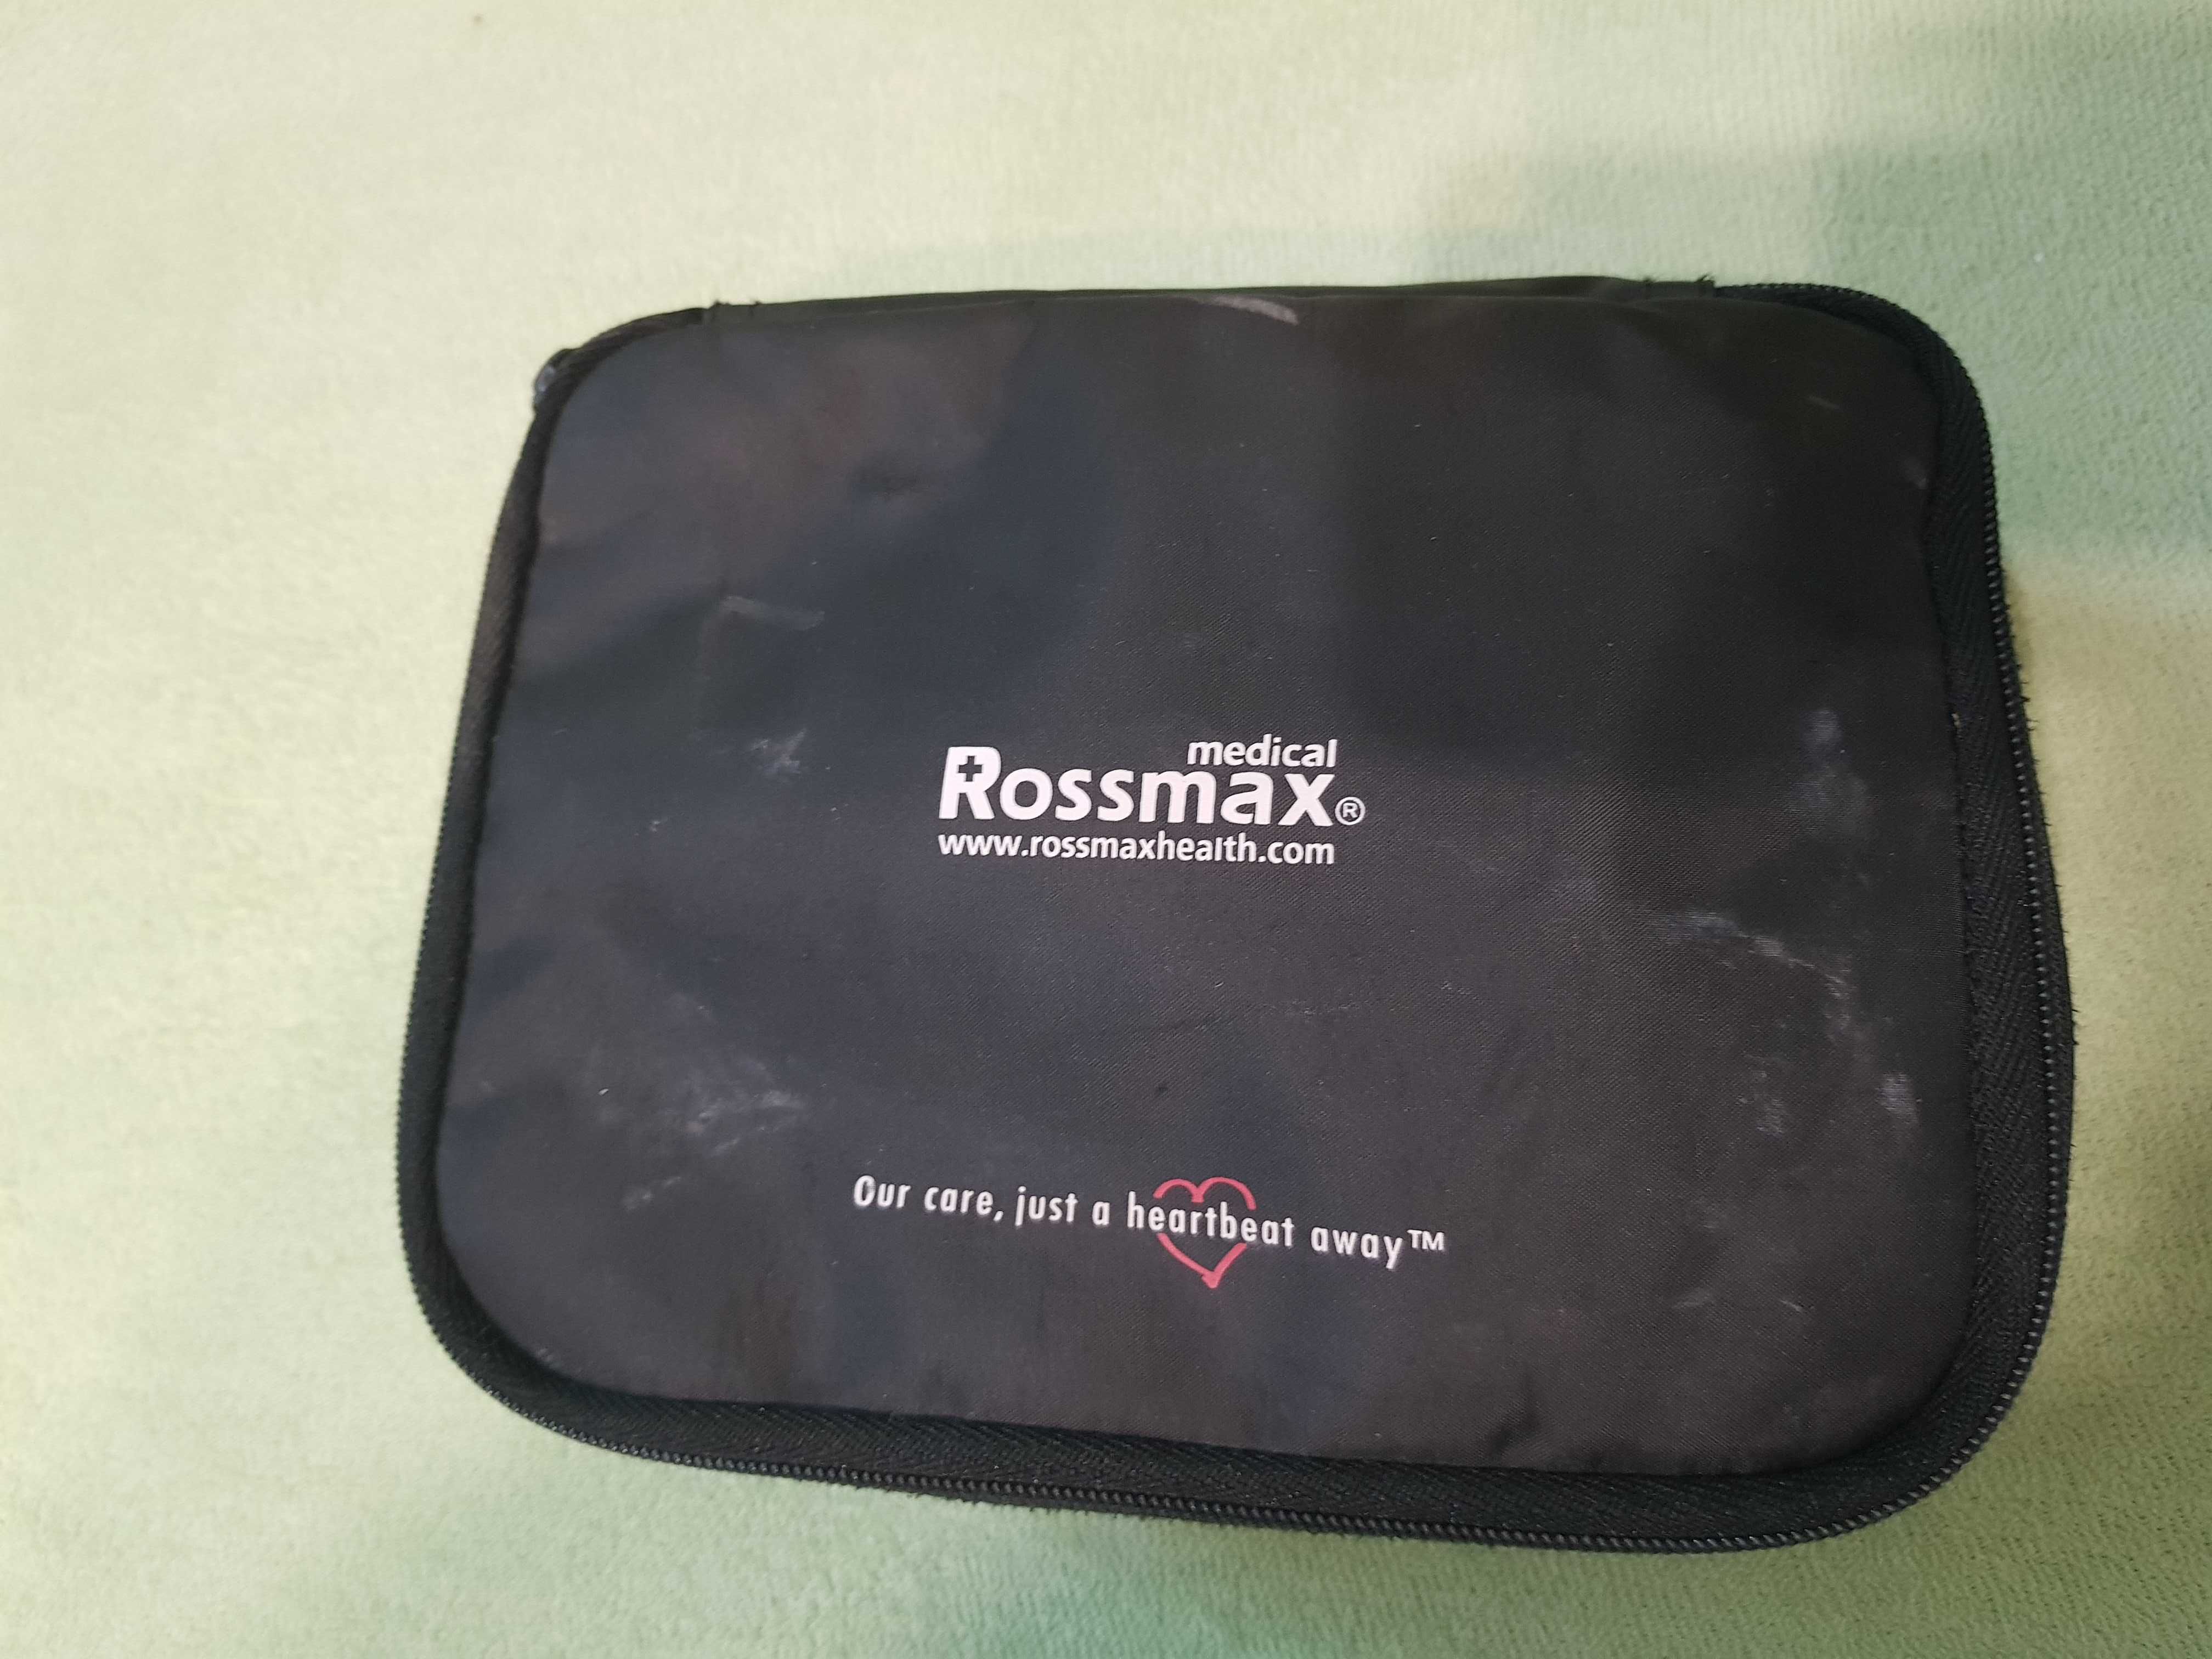 medical
Rossmax®
www.rossmaxhealth.com
Our care, just a heartbeat away™